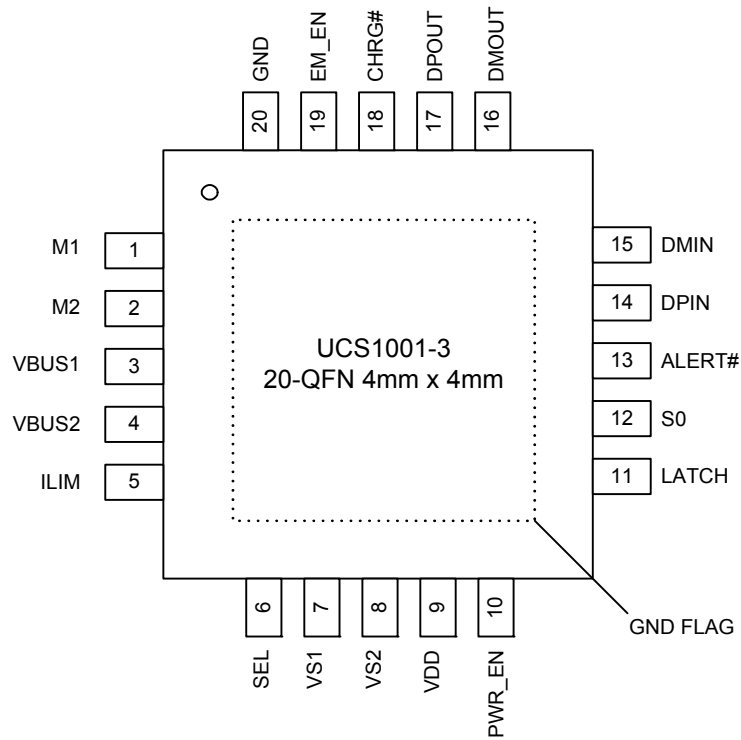 GND
EM_EN
CHRG#
DPOUT
DMOUT
20
19
18
17
16
M1
1
M2
2
VBUS1
3
VBUS2
4
ILIM
5
UCS1001-3
20-QFN 4mm x 4mm
15
DMIN
14
DPIN
13
ALERT#
12
S0
11
LATCH
6
7
8
9
10
SEL
VS1
VS2
VDD
PWR_EN
GND FLAG